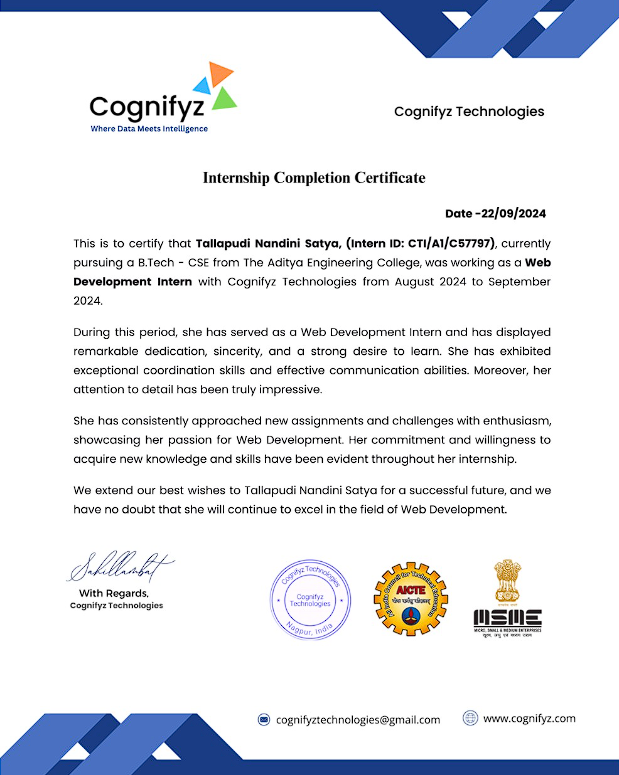 Cognifyz
Where Data Meets Intelligence
Cognifyz Technologies
Internship Completion Certificate
Date -22/09/2024
This is to certify that Tallapudi Nandini Satya, (Intern ID: CTI/A1/C57797), currently
pursuing a B.Tech - CSE from The Aditya Engineering College, was working as a Web
Development Intern with Cognifyz Technologies from August 2024 to September
2024.
During this period, she has served as a Web Development Intern and has displayed
remarkable dedication, sincerity, and a strong desire to learn. She has exhibited
exceptional coordination skills and effective communication abilities. Moreover, her
attention to detail has been truly impressive.
She has consistently approached new assignments and challenges with enthusiasm,
showcasing her passion for Web Development. Her commitment and willingness to
acquire new knowledge and skills have been evident throughout her internship.
We extend our best wishes to Tallapudi Nandini Satya for a successful future, and we
have no doubt that she will continue to excel in the field of Web Development.
With Regards,
Cognifyz Technologies
Cognifyz Technologies
Cognifyz
Technologies
Nagpur, India
All India Council for Technical Education
AICTE
MSME
MICRO, SMALL & MEDIUM ENTERPRISES
सूक्ष्म, लघु एवं मध्यम उद्यम
cognifyztechnologies@gmail.com
www.cognifyz.com